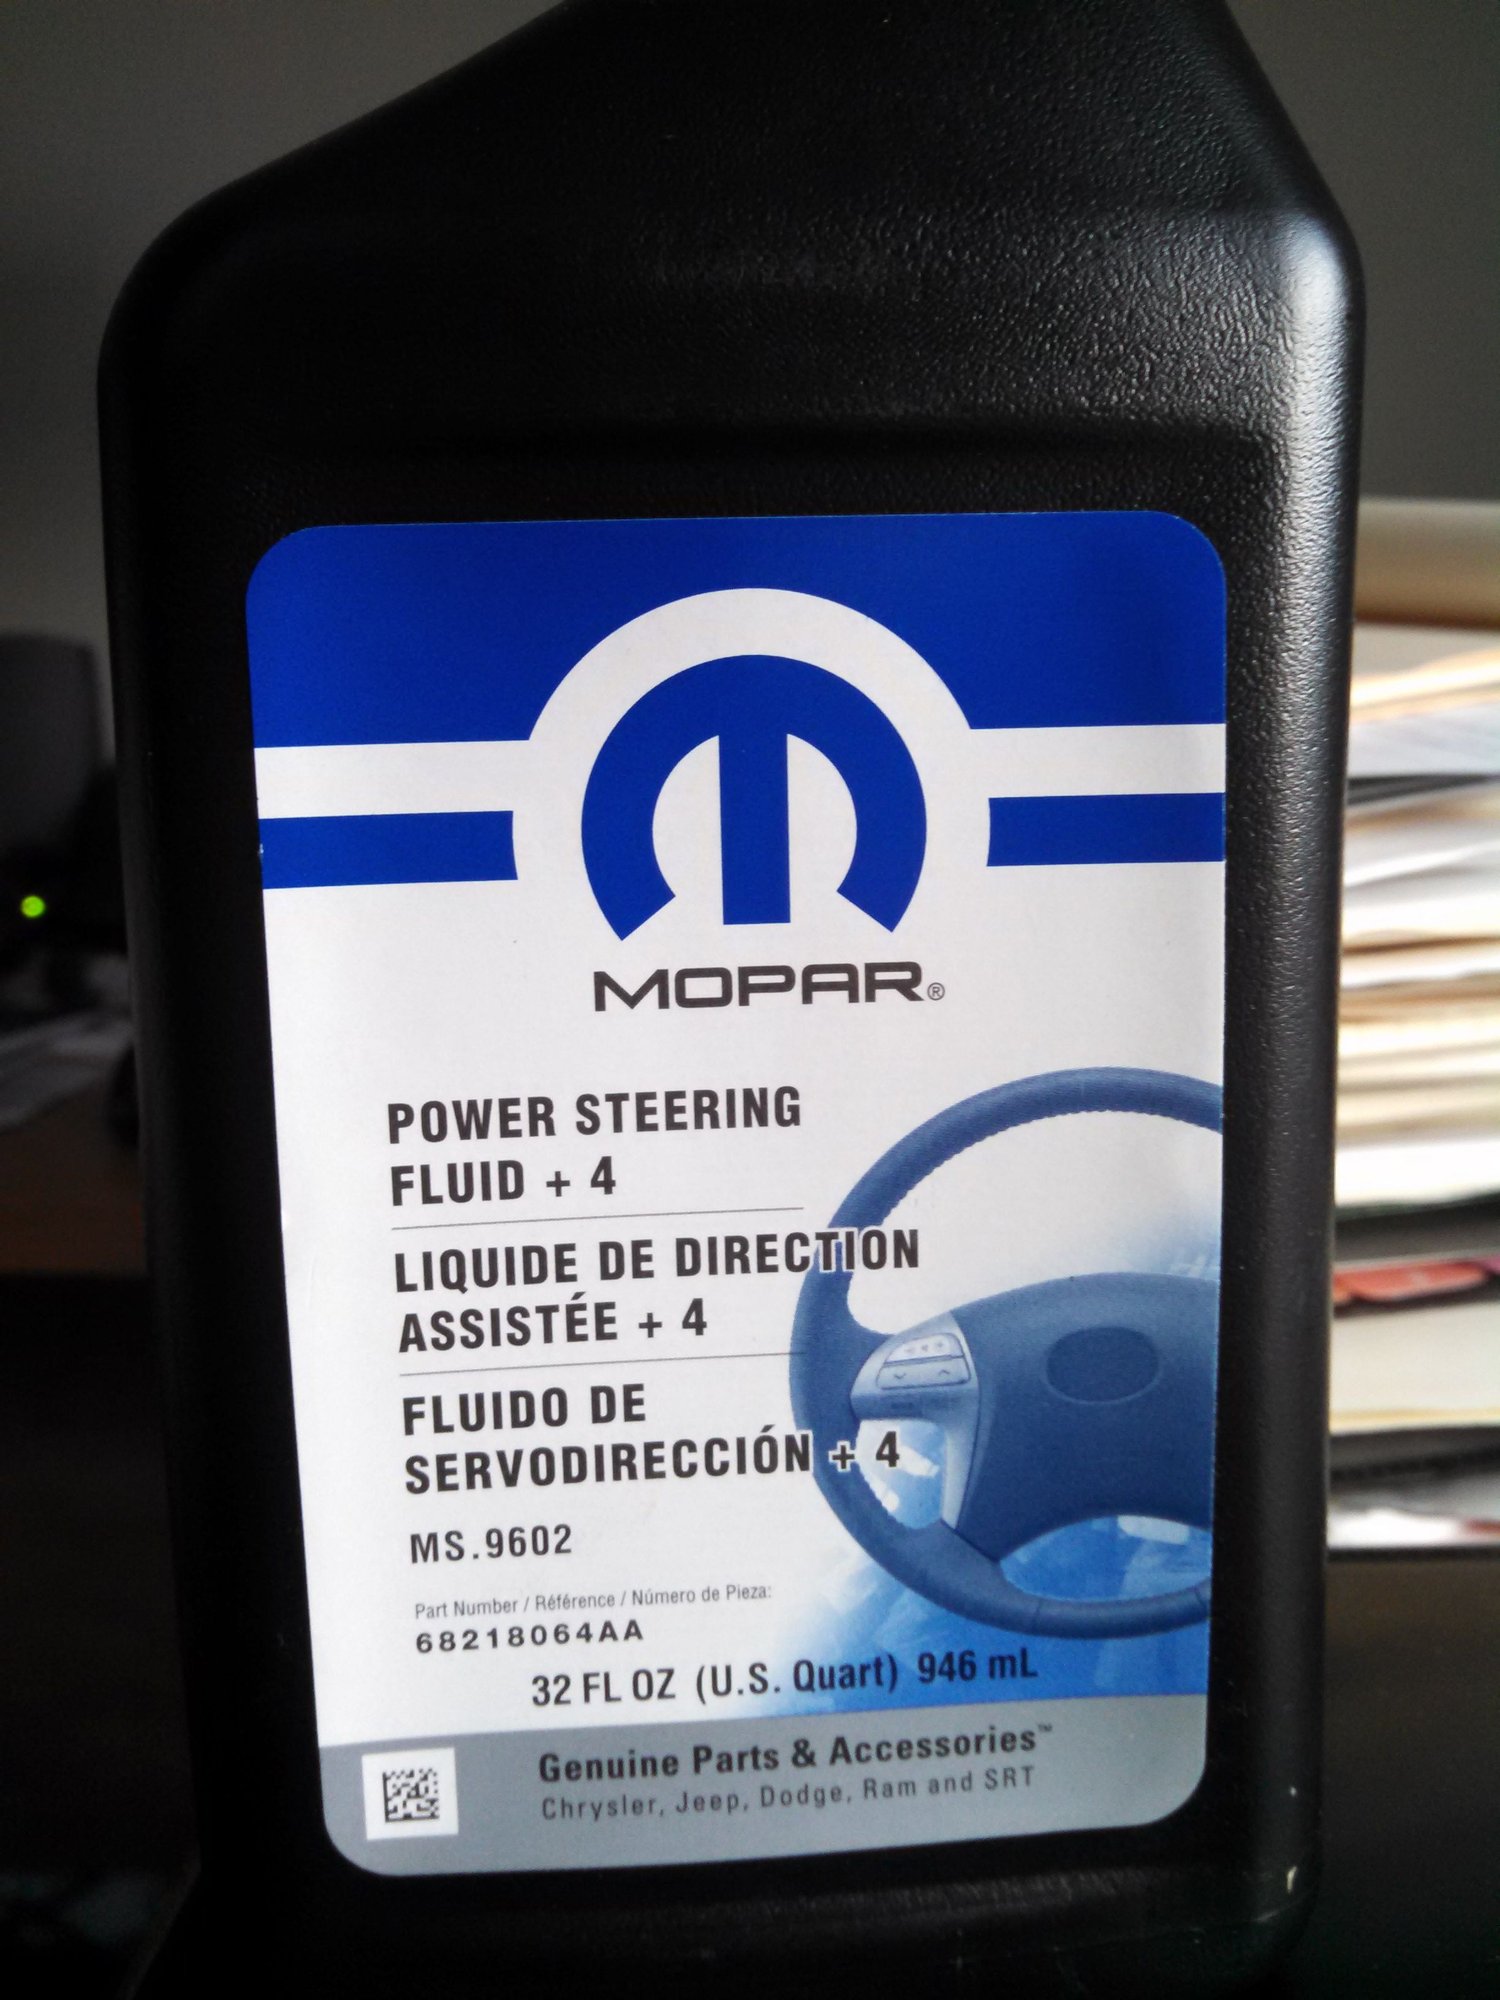 MOPAR®
POWER STEERING
FLUID + 4
LIQUIDE DE DIRECTION
ASSISTÉE + 4
FLUIDO DE
SERVODIRECCIÓN + 4
MS.9602
Part Number / Référence / Número de Pieza:
68218064AA
32 FL OZ (U.S. Quart) 946 mL
Genuine Parts & Accessories™
Chrysler, Jeep, Dodge, Ram and SRT